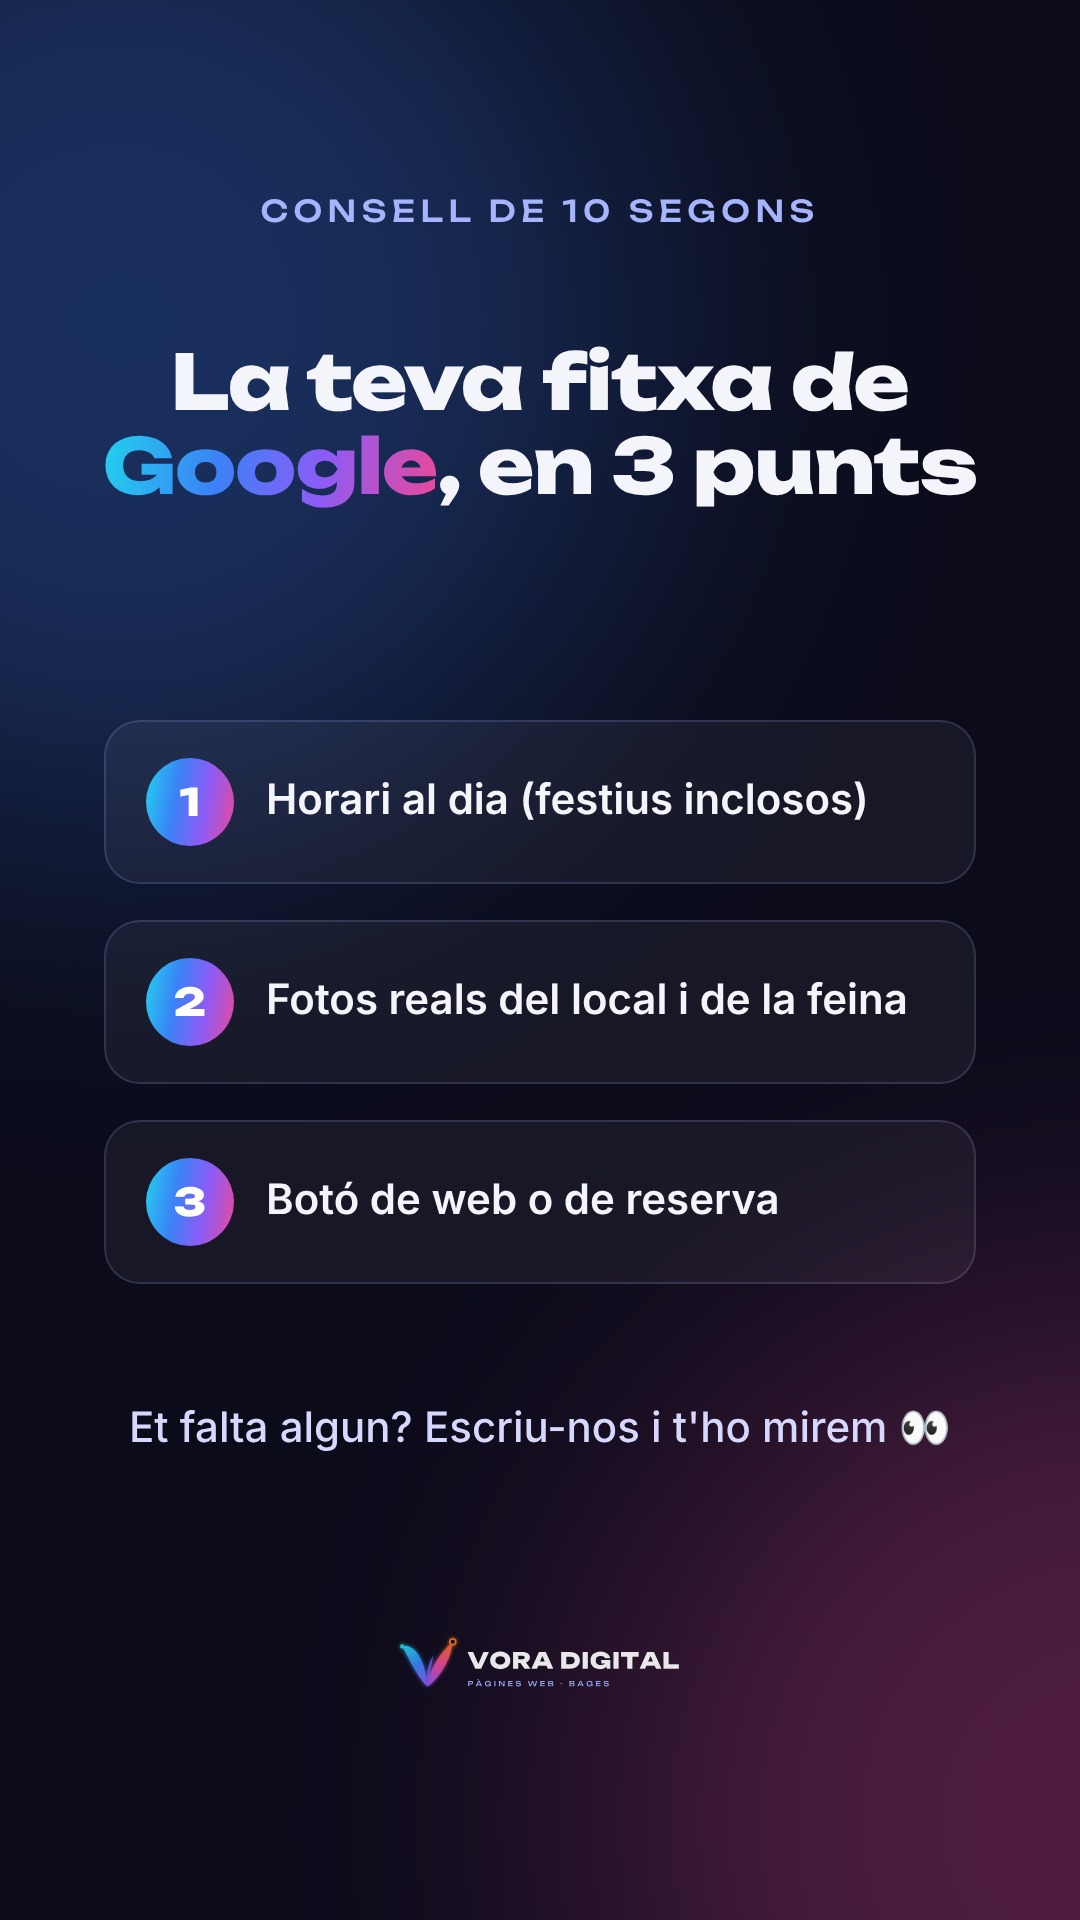 CONSELL DE 10 SEGONS
La teva fitxa de
Google, en 3 punts
1 Horari al dia (festius inclosos)
2 Fotos reals del local i de la feina
3 Botó de web o de reserva
Et falta algun? Escriu-nos i t'ho mirem 👀
VORA DIGITAL
PÀGINES WEB · BAGES